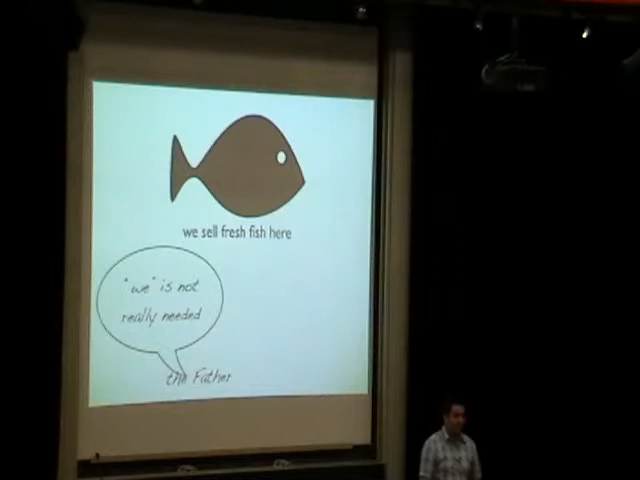 we sell fresh fish here
"we" is not
really needed
the Father